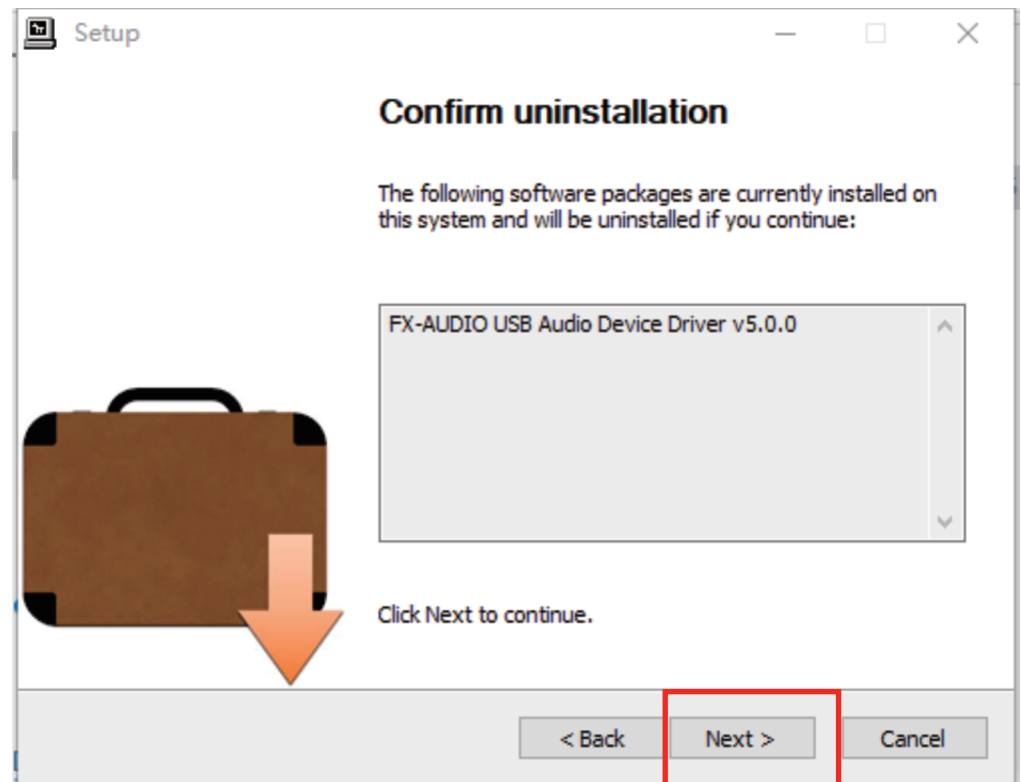 Setup
Confirm uninstallation
The following software packages are currently installed on
this system and will be uninstalled if you continue:
FX-AUDIO USB Audio Device Driver v5.0.0
Click Next to continue.
< Back
Next >
Cancel